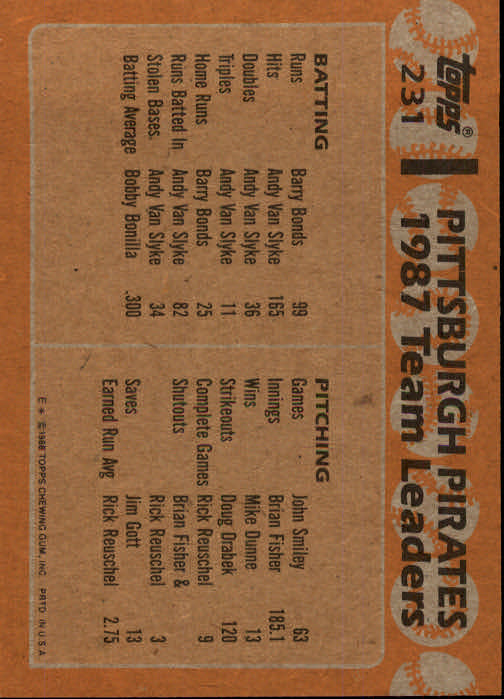 topps®
231
PITTSBURGH PIRATES
1987 Team Leaders
BATTING
Runs Barry Bonds 99
Hits Andy Van Slyke 165
Doubles Andy Van Slyke 36
Triples Andy Van Slyke 11
Home Runs Barry Bonds 25
Runs Batted In Andy Van Slyke 82
Stolen Bases Andy Van Slyke 34
Batting Average Bobby Bonilla .300
PITCHING
Games John Smiley 63
Innings Brian Fisher 185.1
Wins Mike Dunne 13
Strikeouts Doug Drabek 120
Complete Games Rick Reuschel 9
Shutouts Brian Fisher &
Rick Reuschel 3
Saves Jim Gott 13
Earned Run Avg Rick Reuschel 2.75
E * © 1988 TOPPS CHEWING GUM, INC. PRTD. IN U.S.A.